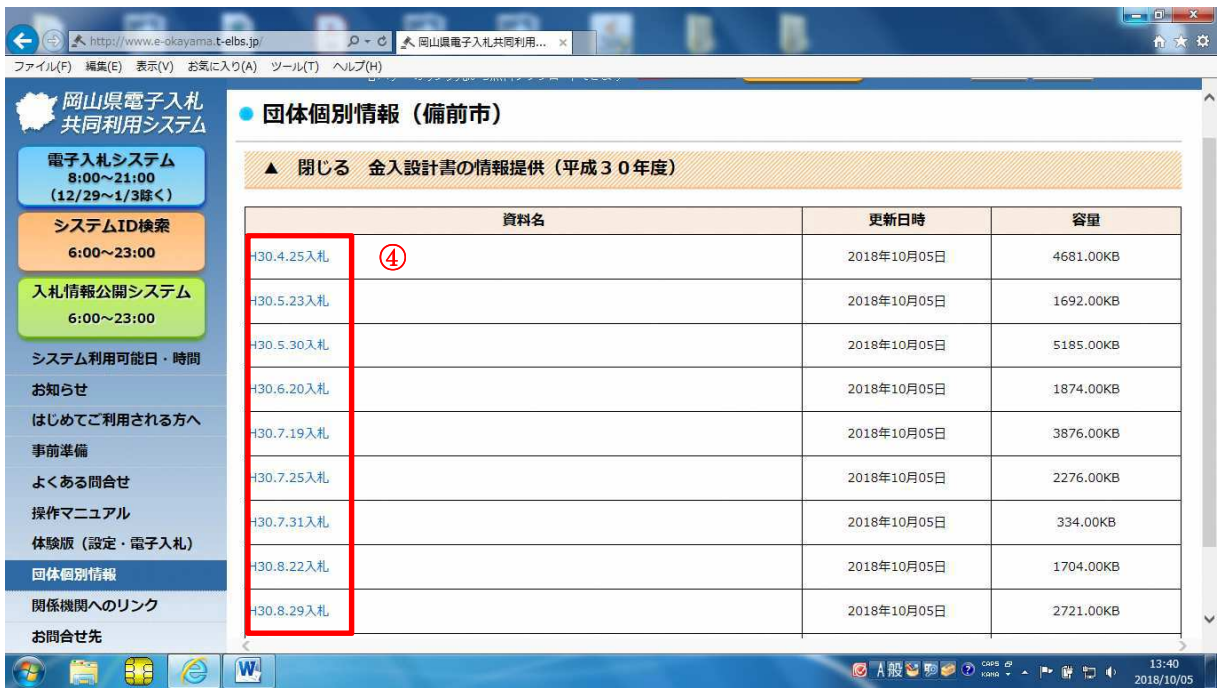 http://www.e-okayama.t-elbs.jp/
岡山県電子入札共同利用... ×
ファイル(F) 編集(E) 表示(V) お気に入り(A) ツール(T) ヘルプ(H)
岡山県電子入札
共同利用システム
電子入札システム
8:00～21:00
(12/29～1/3除く)
システムID検索
6:00～23:00
入札情報公開システム
6:00～23:00
システム利用可能日・時間
お知らせ
はじめてご利用される方へ
事前準備
よくある問合せ
操作マニュアル
体験版（設定・電子入札）
団体個別情報
関係機関へのリンク
お問合せ先
団体個別情報（備前市）
▲ 閉じる 金入設計書の情報提供（平成３０年度）
資料名 更新日時 容量
H30.4.25入札 ④ 2018年10月05日 4681.00KB
H30.5.23入札 2018年10月05日 1692.00KB
H30.5.30入札 2018年10月05日 5185.00KB
H30.6.20入札 2018年10月05日 1874.00KB
H30.7.19入札 2018年10月05日 3876.00KB
H30.7.25入札 2018年10月05日 2276.00KB
H30.7.31入札 2018年10月05日 334.00KB
H30.8.22入札 2018年10月05日 1704.00KB
H30.8.29入札 2018年10月05日 2721.00KB
A 般 CAPS KANA 13:40
2018/10/05